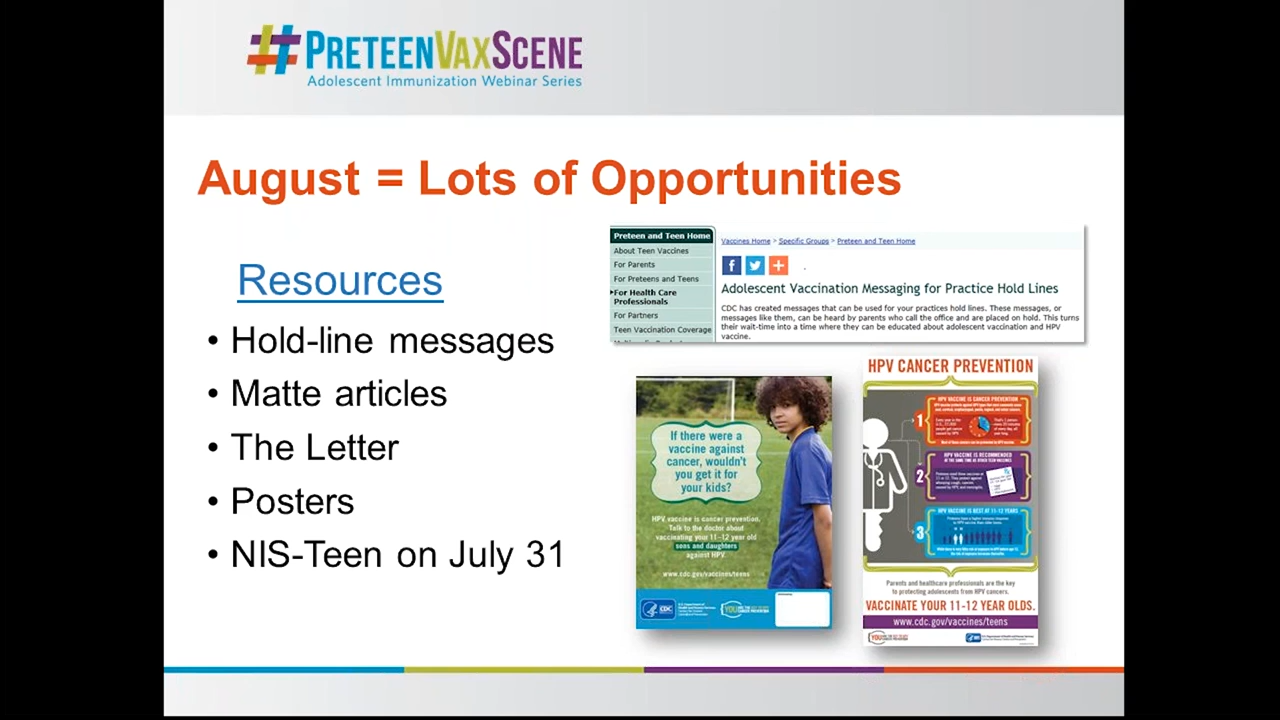 #PreteenVaxScene
Adolescent Immunization Webinar Series
August = Lots of Opportunities
Resources
• Hold-line messages
• Matte articles
• The Letter
• Posters
• NIS-Teen on July 31
Preteen and Teen Home
About Teen Vaccines
For Parents
For Preteens and Teens
For Health Care
Professionals
For Partners
Teen Vaccination Coverage
Vaccines Home > Specific Groups > Preteen and Teen Home
Adolescent Vaccination Messaging for Practice Hold Lines
CDC has created messages that can be used for your practices hold lines. These messages, or
messages like them, can be heard by parents who call the office and are placed on hold. This turns
their wait-time into a time where they can be educated about adolescent vaccination and HPV
vaccine.
If there were a
vaccine against
cancer, wouldn't
you get it for
your kids?
HPV vaccine is cancer prevention.
Talk to the doctor about
vaccinating your 11–12 year old
sons and daughters
against HPV.
www.cdc.gov/vaccines/teens
CDC
HPV CANCER PREVENTION
1
HPV VACCINE IS CANCER PREVENTION
2
HPV VACCINE IS RECOMMENDED
AT THE SAME TIME AS OTHER TEEN VACCINES
3
HPV VACCINE IS BEST AT 11-12 YEARS
Parents and healthcare professionals are the key
to protecting adolescents from HPV cancers.
VACCINATE YOUR 11-12 YEAR OLDS.
www.cdc.gov/vaccines/teens